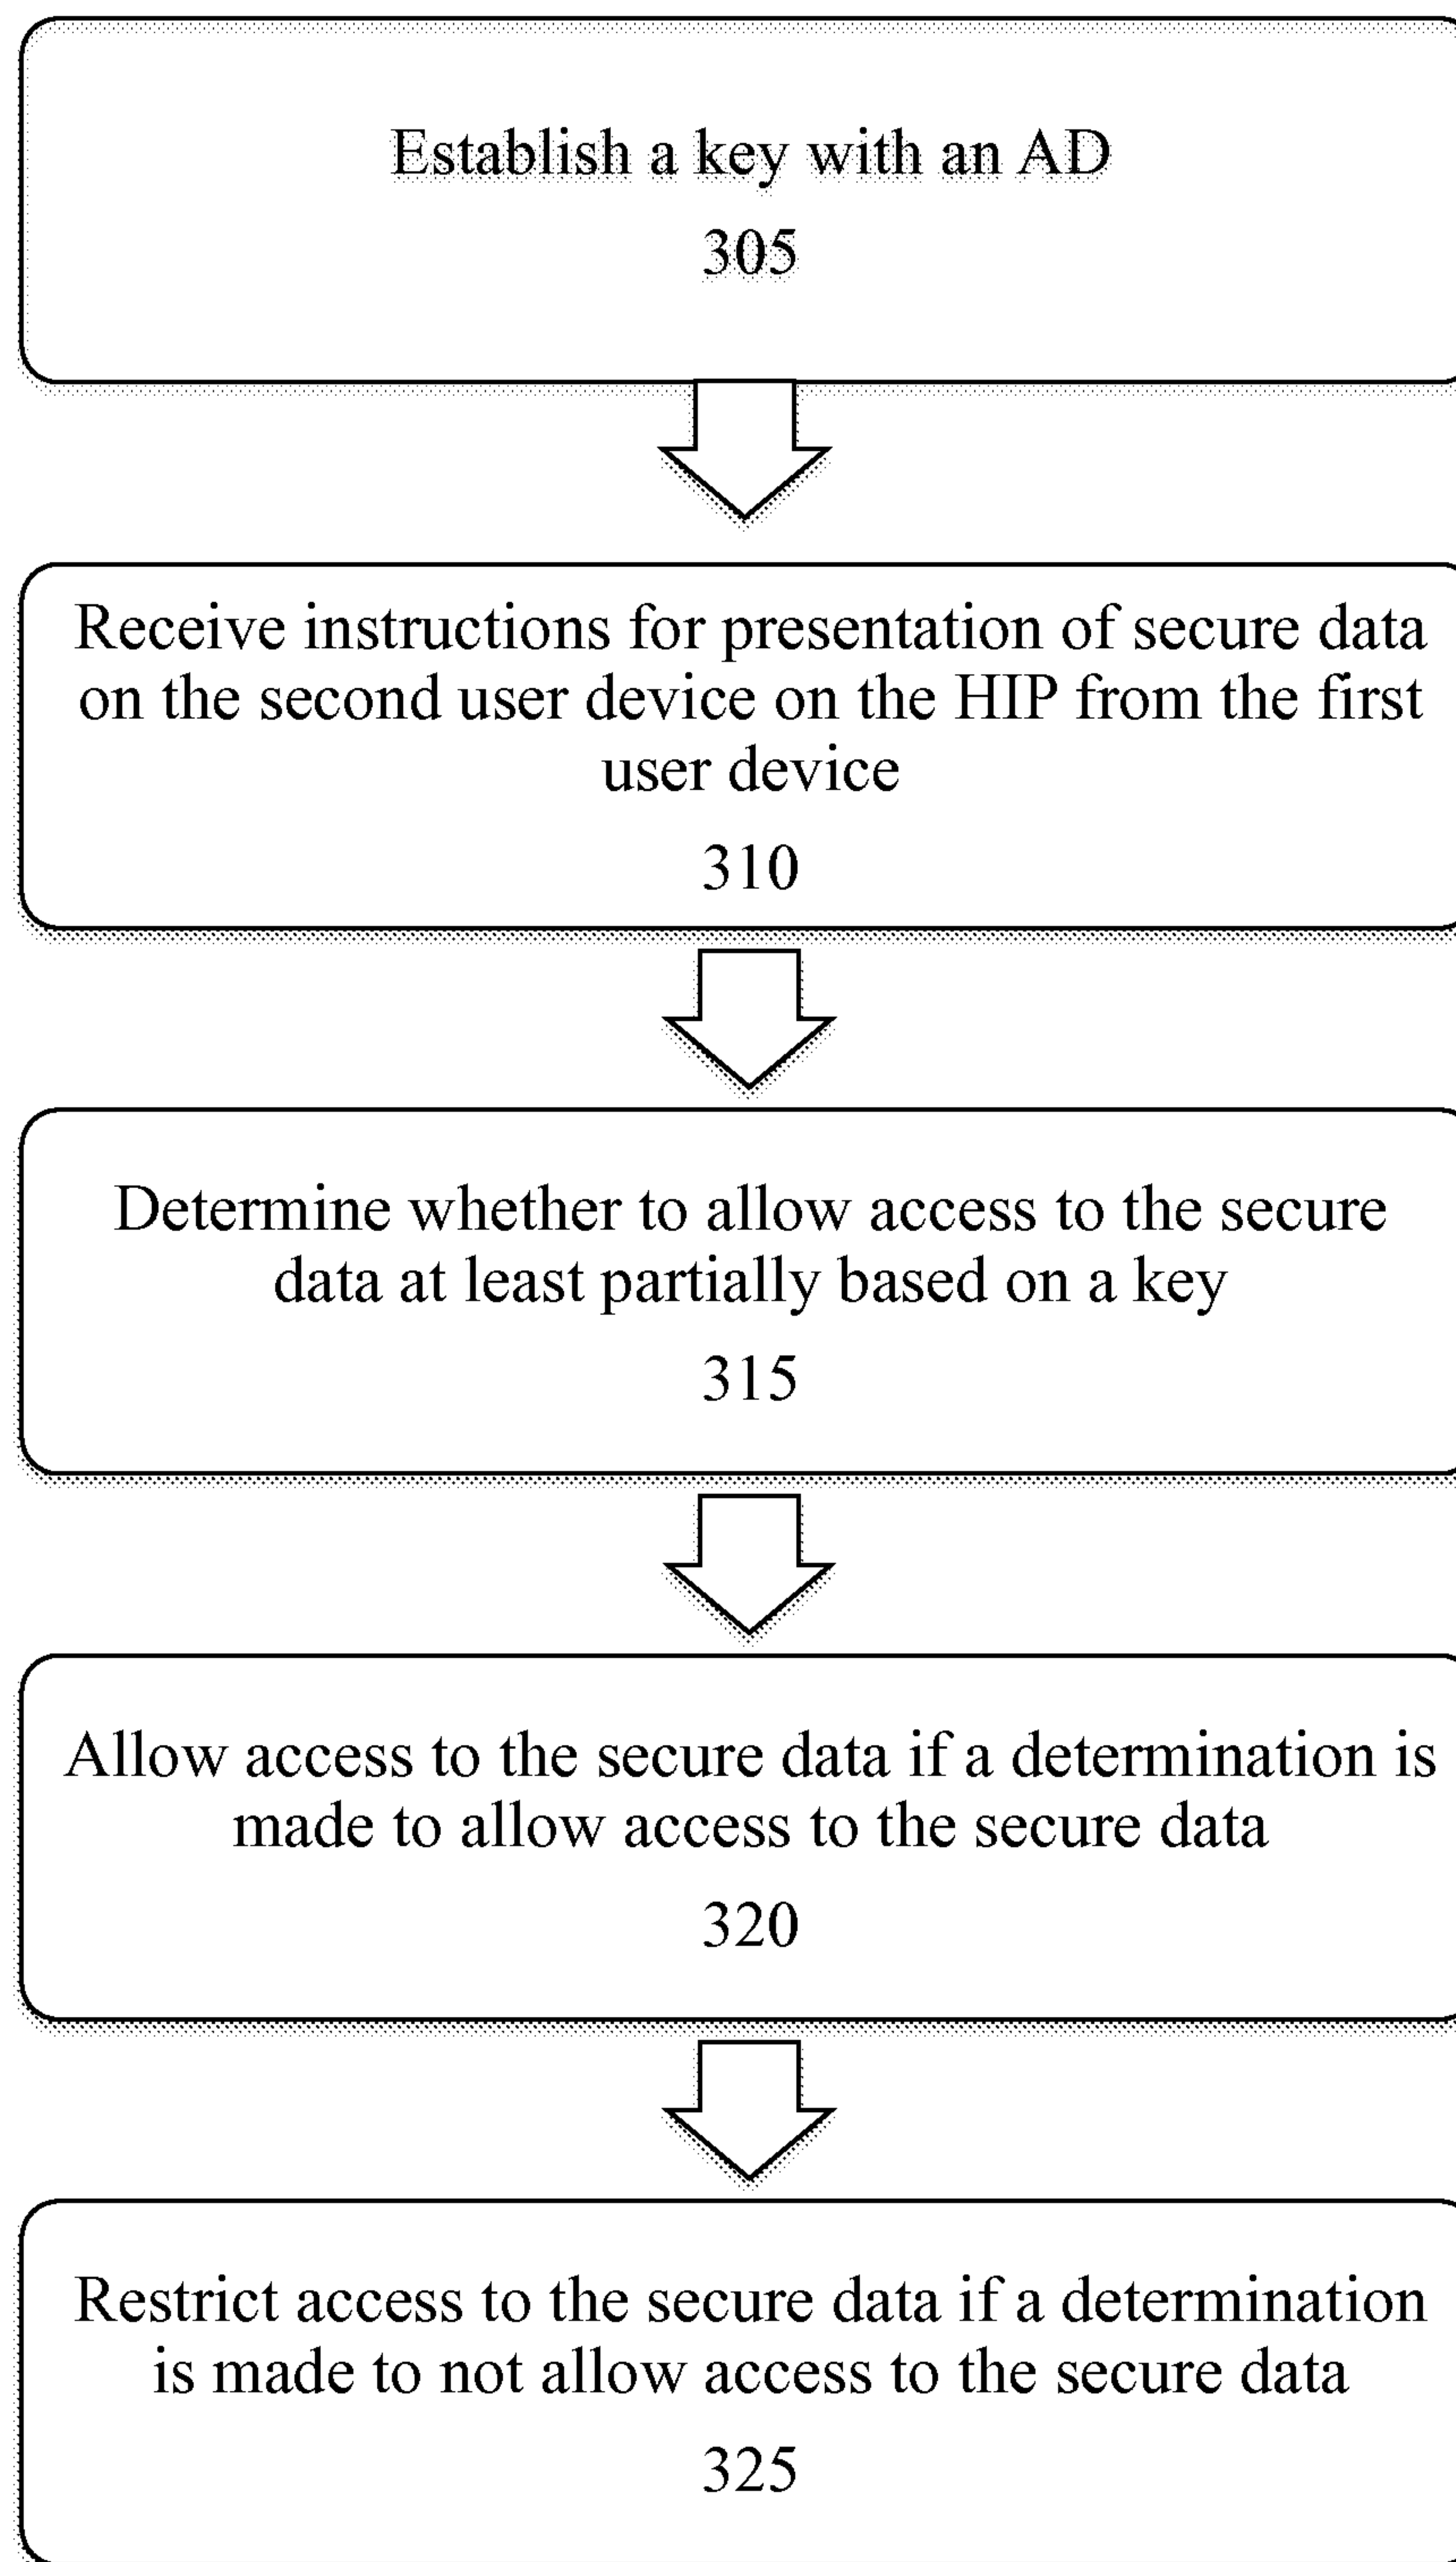 Establish a key with an AD
305
Receive instructions for presentation of secure data
on the second user device on the HIP from the first
user device
310
Determine whether to allow access to the secure
data at least partially based on a key
315
Allow access to the secure data if a determination is
made to allow access to the secure data
320
Restrict access to the secure data if a determination
is made to not allow access to the secure data
325